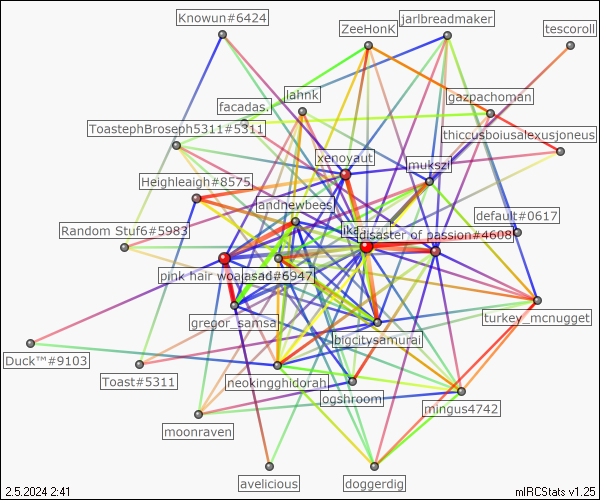 Knowun#6424
jarlbreadmaker
ZeeHonK
tescoroll
lahnk
gazpachoman
facadas.
ToastephBroseph5311#5311
thiccusboiusalexusjoneus
xenoyaut
mukszi
Heighleaigh#8575
andnewbees
default#0617
Random Stuf6#5983
disaster of passion#4608
pink hair woa
asad#6947
gregor_samsa
turkey_mcnugget
bigcitysamurai
Duck™#9103
Toast#5311
neokingghidorah
ogshroom
mingus4742
moonraven
avelicious
doggerdig
2.5.2024 2:41
mIRCStats v1.25